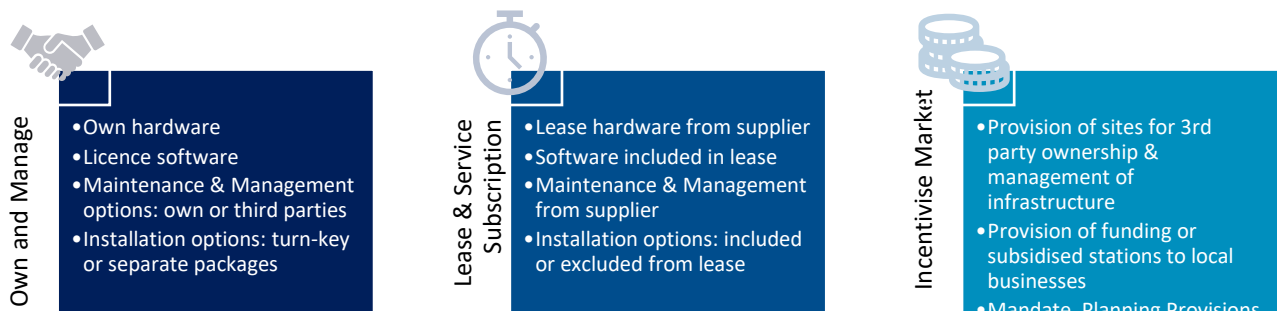 Own and Manage
•Own hardware
•Licence software
•Maintenance & Management
options: own or third parties
•Installation options: turn-key
or separate packages
Lease & Service
Subscription
•Lease hardware from supplier
•Software included in lease
•Maintenance & Management
from supplier
•Installation options: included
or excluded from lease
Incentivise Market
•Provision of sites for 3rd
party ownership &
management of
infrastructure
•Provision of funding or
subsidised stations to local
businesses
•Mandate, Planning Provisions